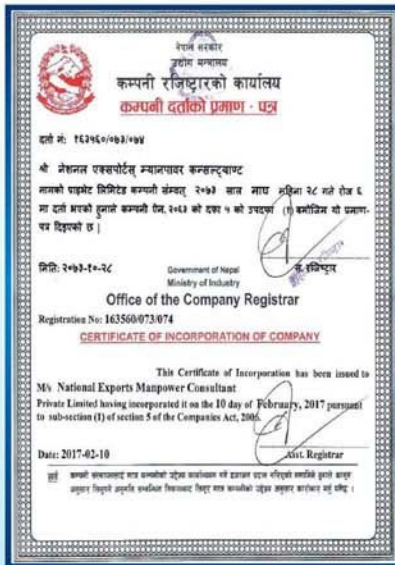 नेपाल सरकार
उद्योग मन्त्रालय
कम्पनी रजिष्ट्रारको कार्यालय
कम्पनी दर्ताको प्रमाण - पत्र
दर्ता नं: १६३५६०/०७३/०७४
श्री नेशनल एक्सपोर्टस् म्यानपावर कन्सल्ट्याण्ट
नामको प्राइभेट लिमिटेड कम्पनी संम्वत् २०७३ साल माघ महिना २८ गते रोज ६
मा दर्ता भएको हुनाले कम्पनी ऐन, २०६३ को दफा ५ को उपदफा (१) बमोजिम यो प्रमाण-
पत्र दिइएको छ |
मिति: २०७३-१०-२८
स. रजिष्ट्रार
Government of Nepal
Ministry of Industry
Office of the Company Registrar
Registration No: 163560/073/074
CERTIFICATE OF INCORPORATION OF COMPANY
This Certificate of Incorporation has been issued to
M/s National Exports Manpower Consultant
Private Limited having incorporated it on the 10 day of February, 2017 pursuant
to sub-section (1) of section 5 of the Companies Act, 2006.
Date: 2017-02-10
Asst. Registrar